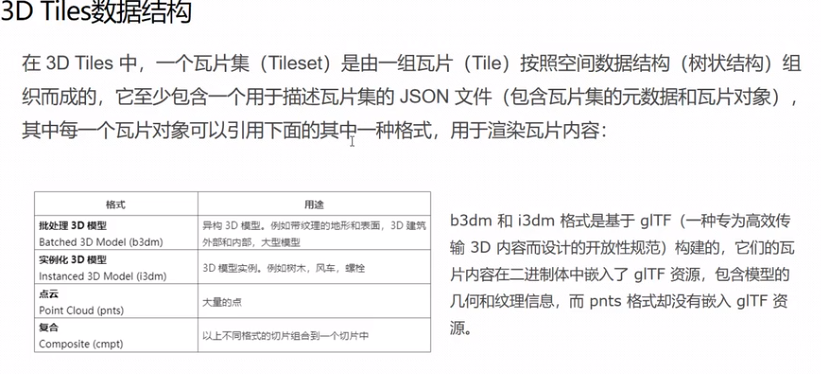 3D Tiles数据结构
在 3D Tiles 中，一个瓦片集（Tileset）是由一组瓦片（Tile）按照空间数据结构（树状结构）组
织而成的，它至少包含一个用于描述瓦片集的 JSON 文件（包含瓦片集的元数据和瓦片对象），
其中每一个瓦片对象可以引用下面的其中一种格式，用于渲染瓦片内容：
格式 用途
批处理 3D 模型
Batched 3D Model (b3dm)
异构 3D 模型。例如带纹理的地形和表面，3D 建筑
外部和内部，大型模型
实例化 3D 模型
Instanced 3D Model (i3dm)
3D 模型实例。例如树木，风车，螺栓
点云
Point Cloud (pnts)
大量的点
复合
Composite (cmpt)
以上不同格式的切片组合到一个切片中
b3dm 和 i3dm 格式是基于 glTF（一种专为高效传
输 3D 内容而设计的开放性规范）构建的，它们的瓦
片内容在二进制体中嵌入了 glTF 资源，包含模型的
几何和纹理信息，而 pnts 格式却没有嵌入 glTF 资
源。